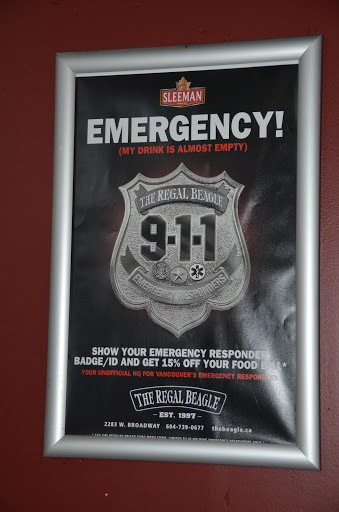 SLEEMAN
EMERGENCY!
(MY DRINK IS ALMOST EMPTY)
THE REGAL BEAGLE
9-1-1
EMERGENCY RESPONDERS
SHOW YOUR EMERGENCY RESPONDER
BADGE/ID AND GET 15% OFF YOUR FOOD BILL*
YOUR UNOFFICIAL HQ FOR VANCOUVER'S EMERGENCY RESPONDERS
THE REGAL BEAGLE
- EST. 1997 -
2283 W. BROADWAY 604-739-0677 thebeagle.ca